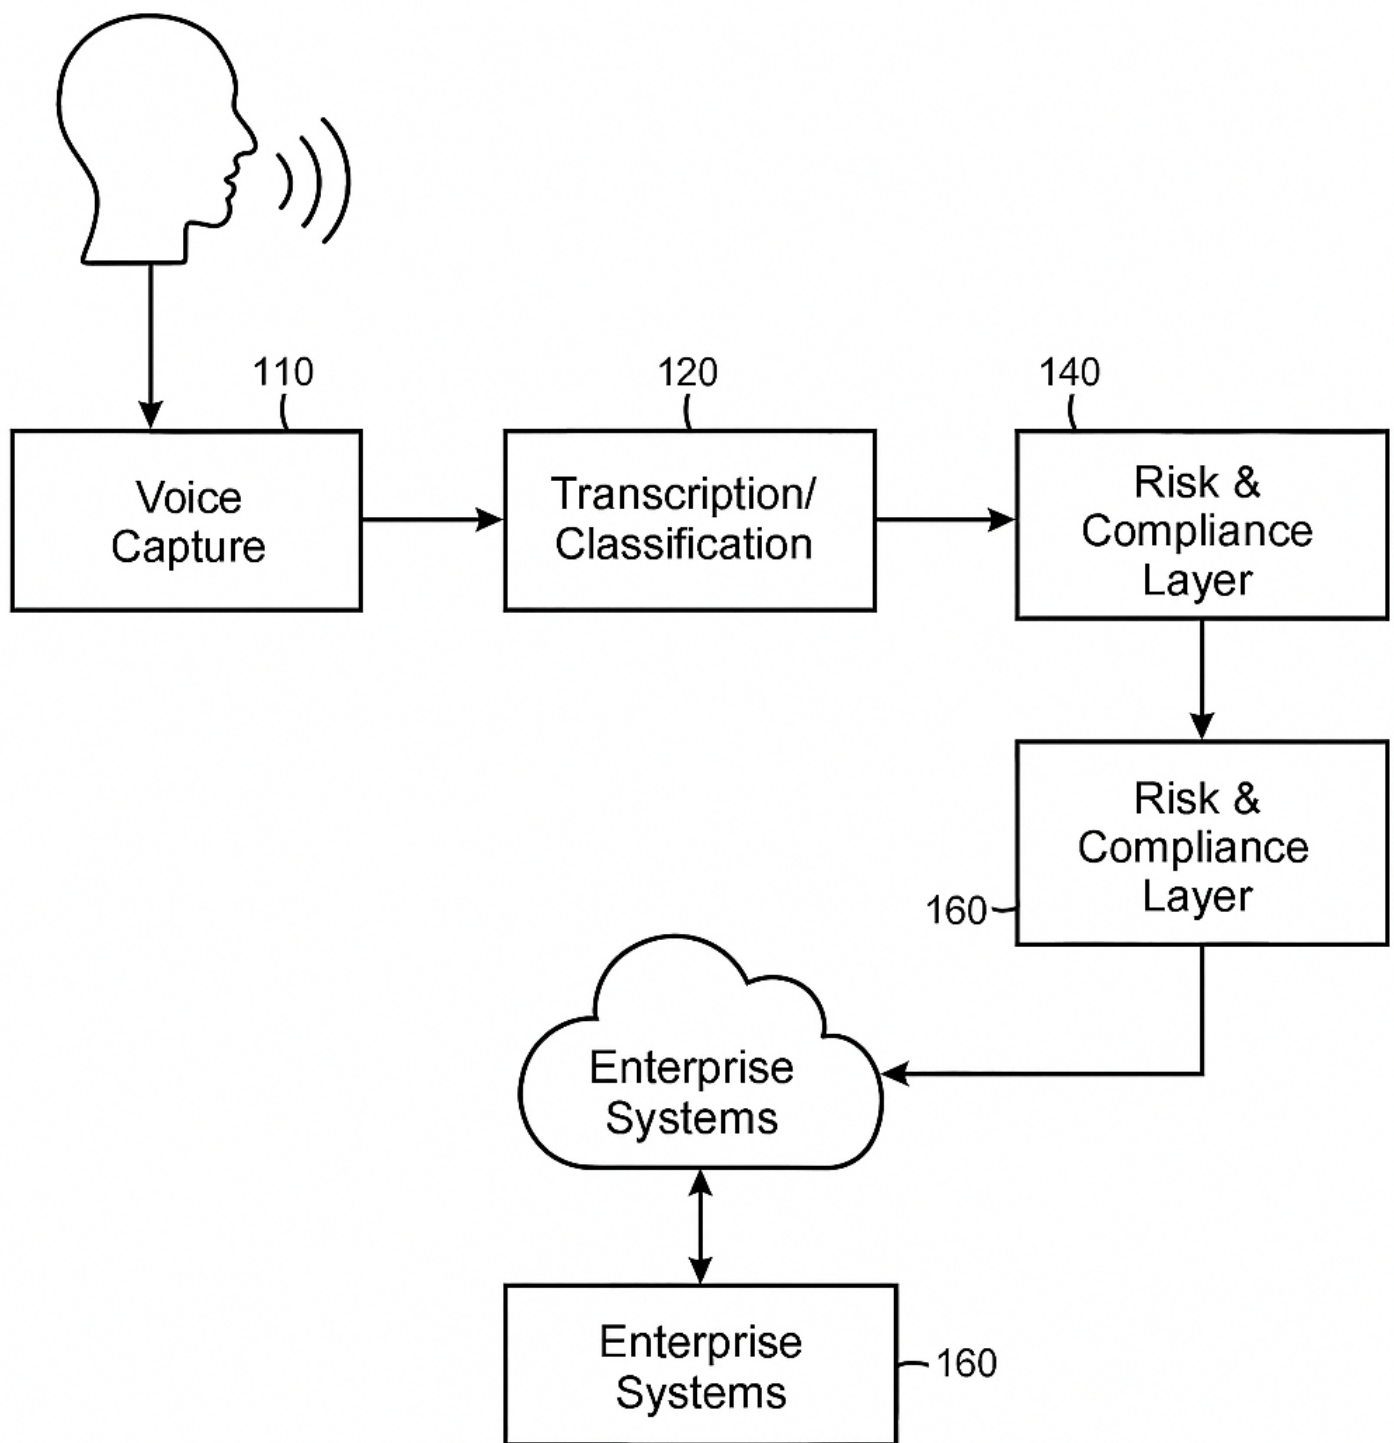 110
120
140
Voice
Capture
Transcription/
Classification
Risk &
Compliance
Layer
Risk &
Compliance
Layer
160
Enterprise
Systems
Enterprise
Systems
160